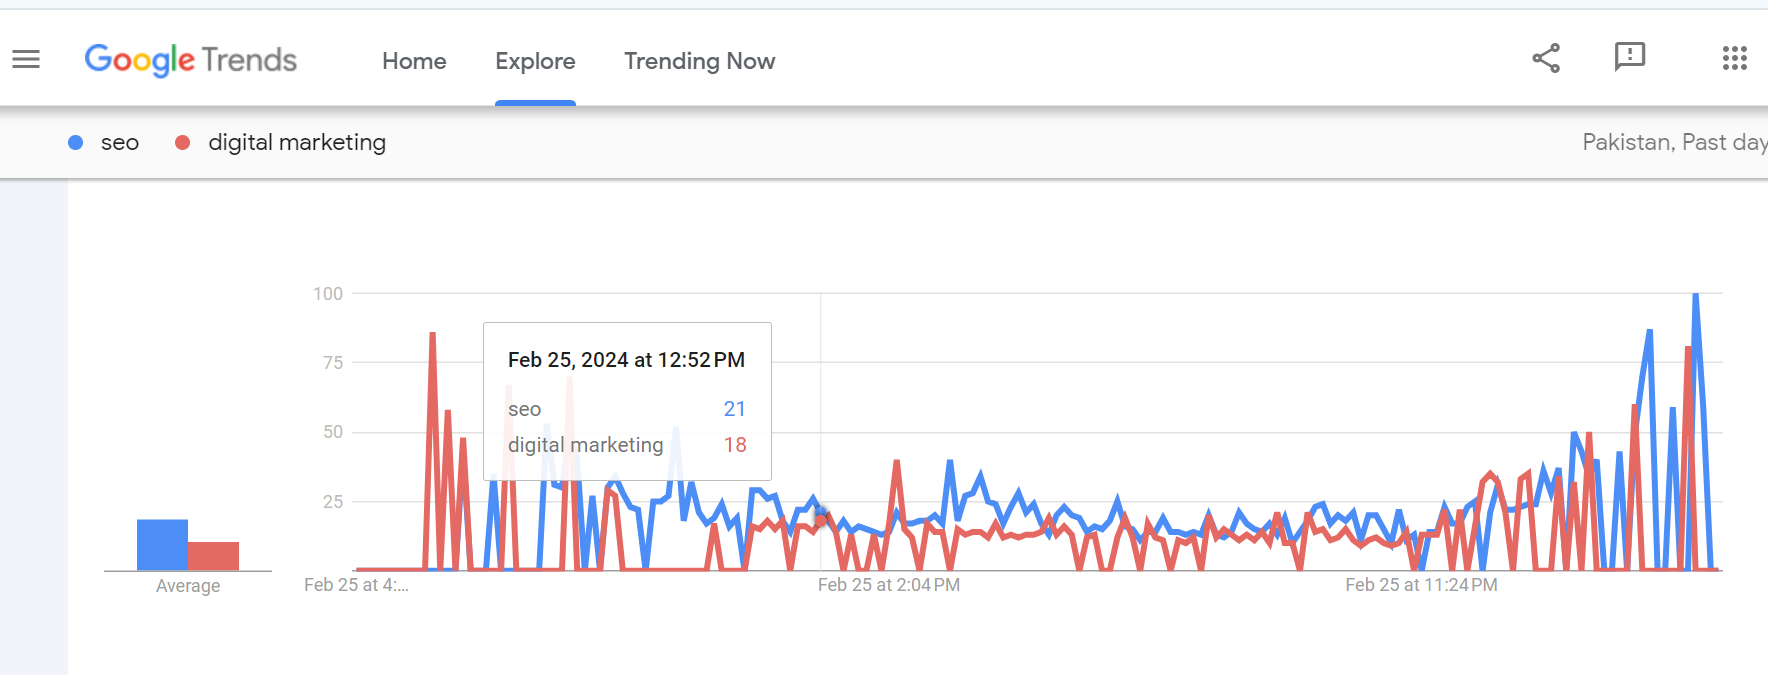 Google Trends Home Explore Trending Now
seo digital marketing Pakistan, Past day
100
75
50
25
Feb 25, 2024 at 12:52 PM
seo 21
digital marketing 18
Average
Feb 25 at 4:... Feb 25 at 2:04 PM Feb 25 at 11:24 PM